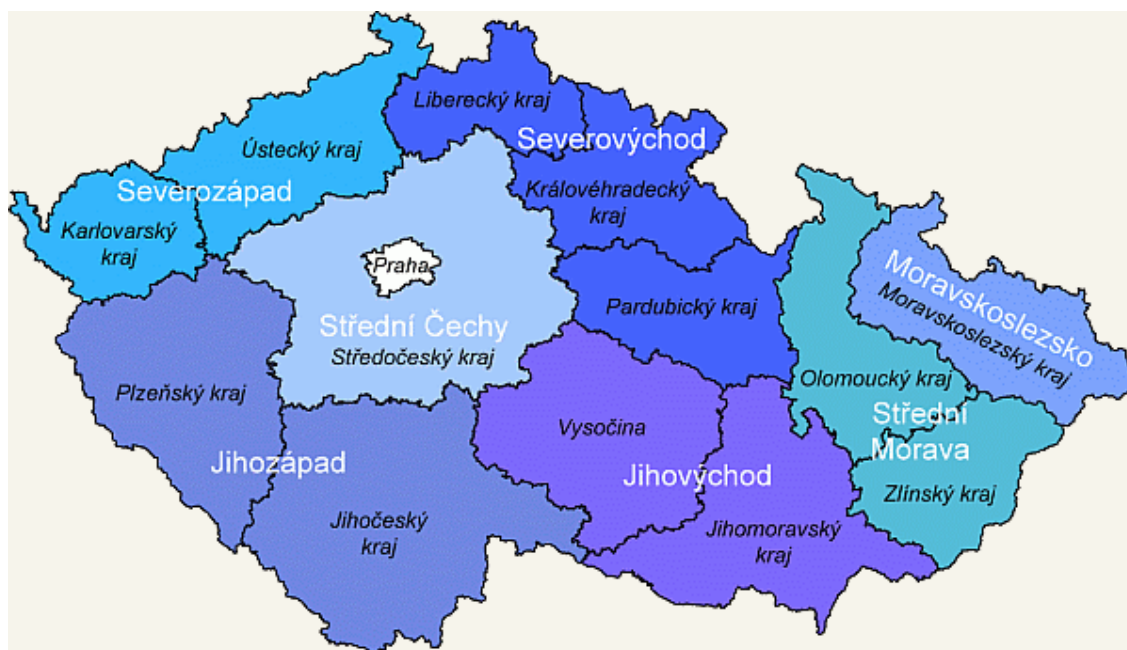 Liberecký kraj
Severovýchod
Ústecký kraj
Severozápad
Královéhradecký
kraj
Karlovarský
kraj
Praha
Moravskoslezsko
Moravskoslezský kraj
Pardubický kraj
Střední Čechy
Středočeský kraj
Plzeňský kraj
Olomoucký kraj
Střední
Morava
Vysočina
Jihozápad
Jihovýchod
Zlínský kraj
Jihočeský
kraj
Jihomoravský
kraj